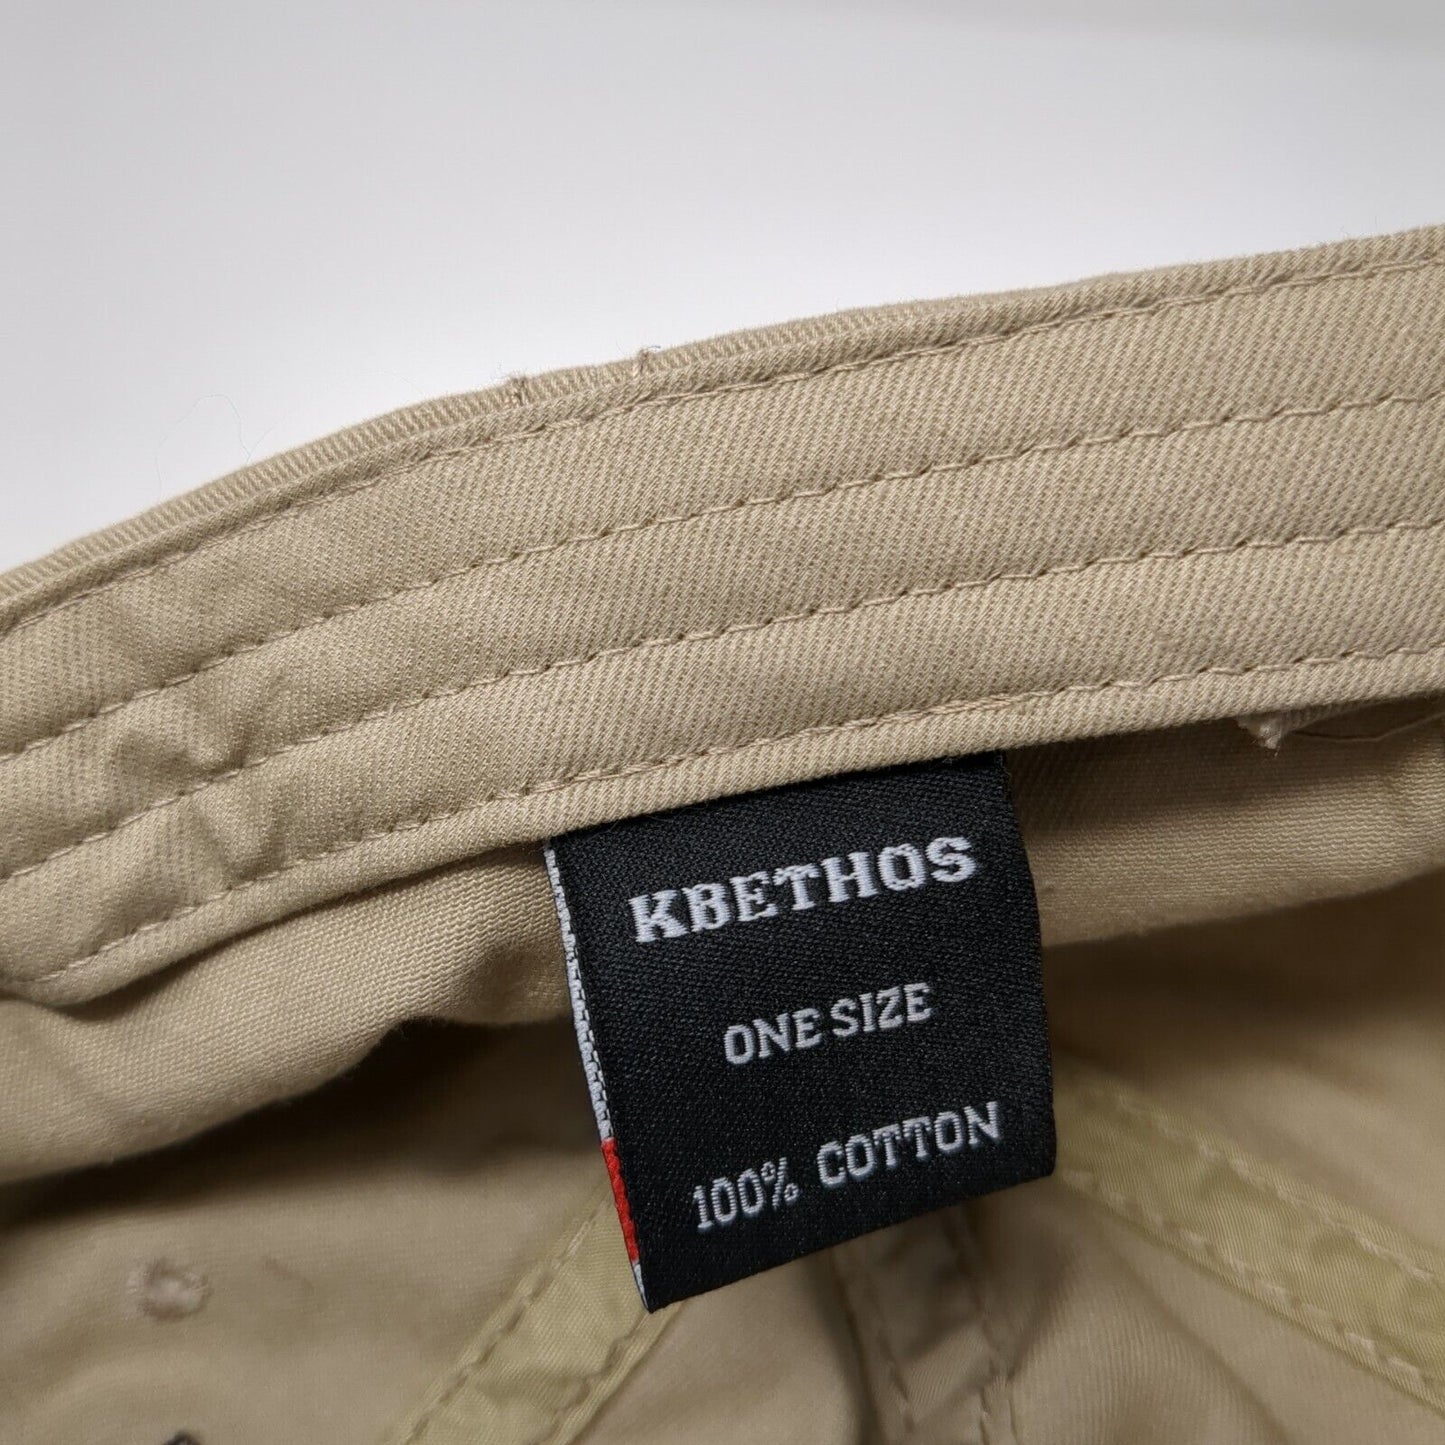 KBETHOS
ONE SIZE
100% COTTON